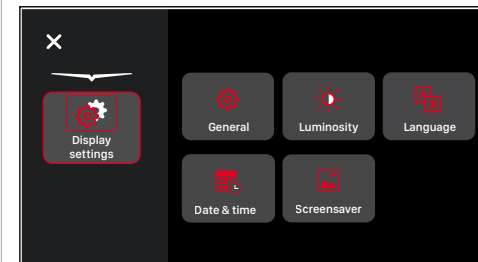 Display
settings
General
Luminosity
Language
Date & time
Screensaver